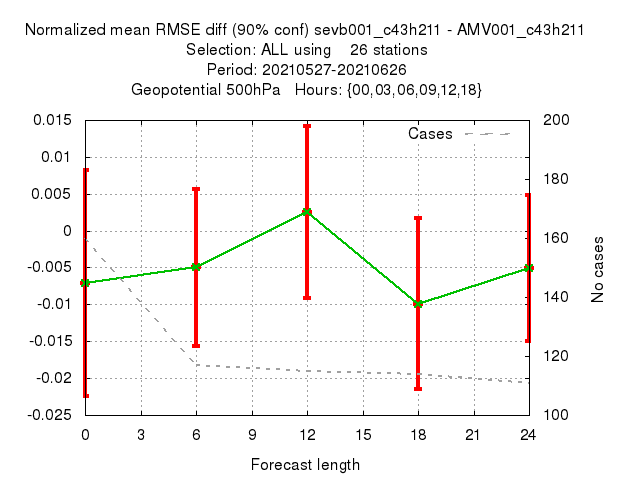 Normalized mean RMSE diff (90% conf) sevb001_c43h211 - AMV001_c43h211
Selection: ALL using 26 stations
Period: 20210527-20210626
Geopotential 500hPa Hours: {00,03,06,09,12,18}
Cases
0.015
0.01
0.005
0
-0.005
-0.01
-0.015
-0.02
-0.025
200
180
160
140
120
100
No cases
0 3 6 9 12 15 18 21 24
Forecast length